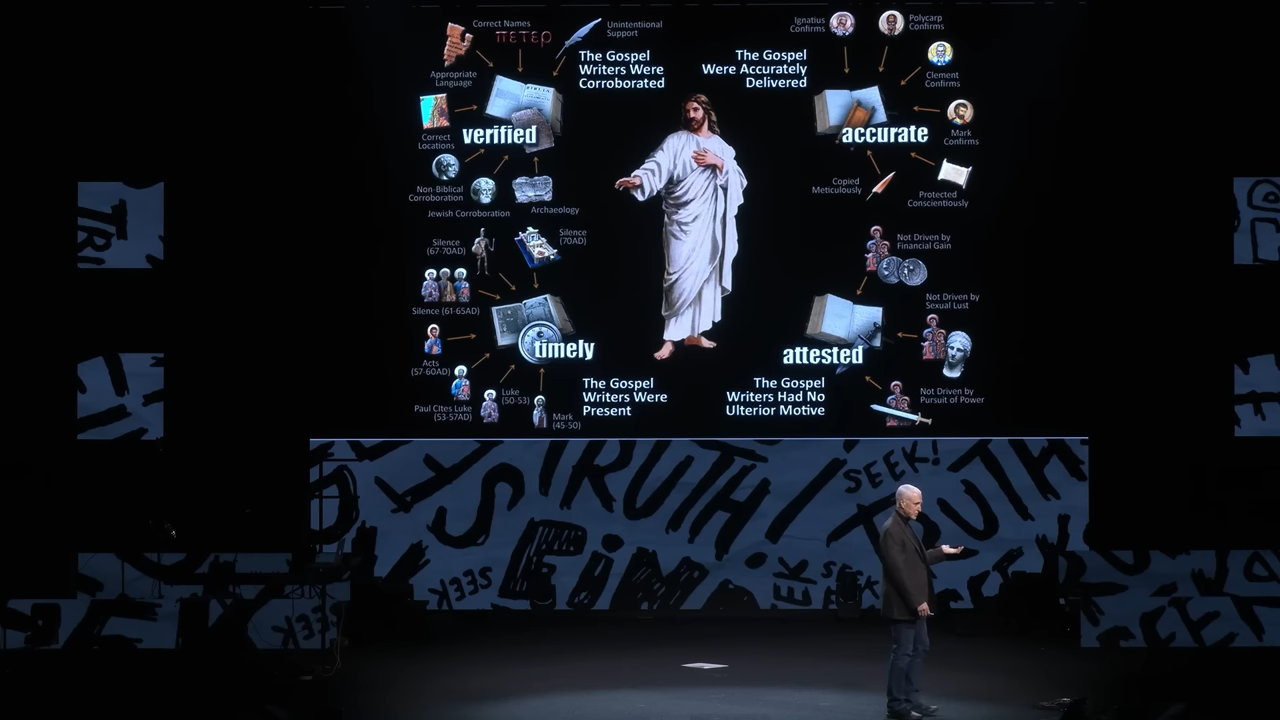 Correct Names
πετερ
Unintentiional
Support
Appropriate
Language
The Gospel
Writers Were
Corroborated
verified
Correct
Locations
Non-Biblical
Corroboration
Jewish Corroboration
Archaeology
Ignatius
Confirms
Polycarp
Confirms
The Gospel
Were Accurately
Delivered
Clement
Confirms
accurate
Mark
Confirms
Copied
Meticulously
Protected
Conscientiously
Silence
(67-70AD)
Silence
(70AD)
Silence (61-65AD)
timely
Acts
(57-60AD)
Paul CItes Luke
(53-57AD)
Luke
(50-53)
Mark
(45-50)
The Gospel
Writers Were
Present
Not Driven by
Financial Gain
Not Driven by
Sexual Lust
attested
The Gospel
Writers Had No
Ulterior Motive
Not Driven by
Pursuit of Power
TRUTH!
SEEK!
TRUTH
SEEK
SEEK
SEEK